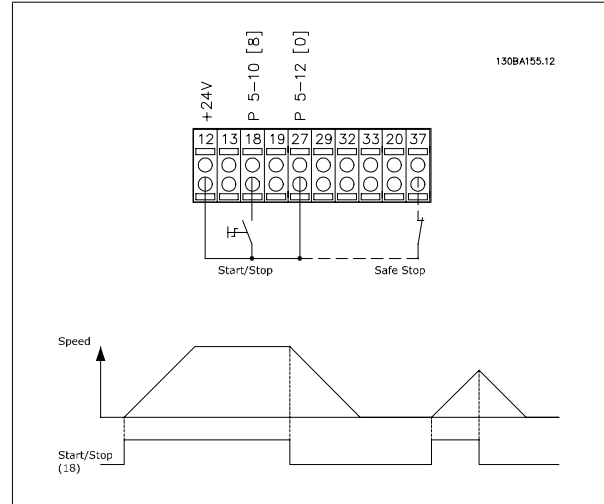 130BA155.12
+24V
P 5-10 [8]
P 5-12 [0]
12 13 18 19 27 29 32 33 20 37
Start/Stop
Safe Stop
Speed
Start/Stop
(18)